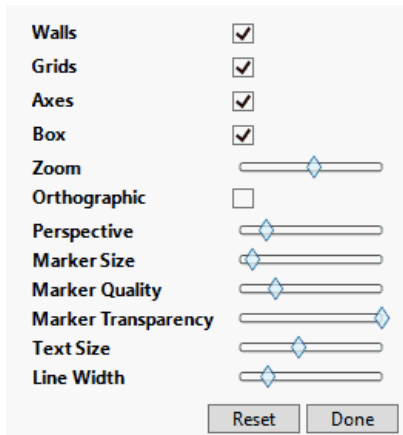 Walls
Grids
Axes
Box
Zoom
Orthographic
Perspective
Marker Size
Marker Quality
Marker Transparency
Text Size
Line Width
Reset Done